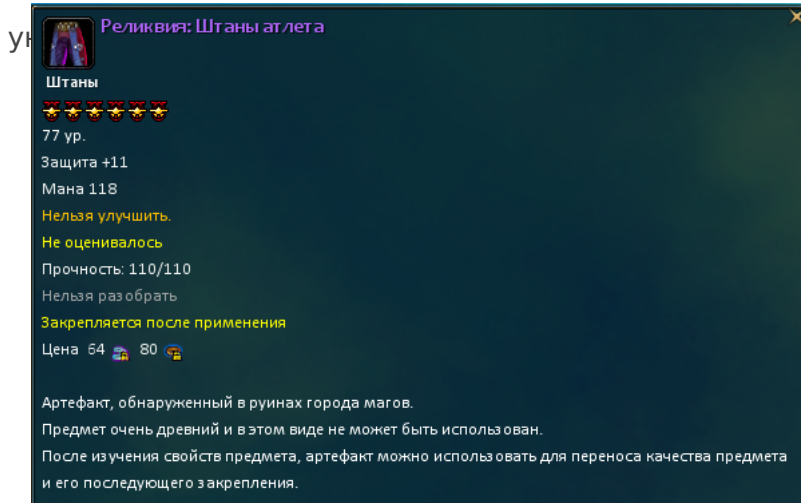 Реликвия: Штаны атлета
Штаны
77 ур.
Защита +11
Мана 118
Нельзя улучшить.
Не оценивалось
Прочность: 110/110
Нельзя разобрать
Закрепляется после применения
Цена 64 80
Артефакт, обнаруженный в руинах города магов.
Предмет очень древний и в этом виде не может быть использован.
После изучения свойств предмета, артефакт можно использовать для переноса качества предмета
и его последующего закрепления.